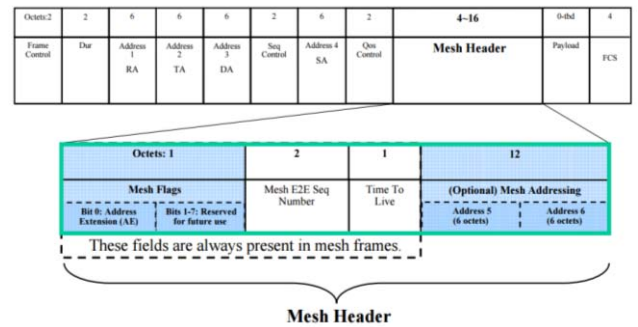 Octets:2 2 6 6 6 2 6 2 4~16 0-tbd 4
Frame Control Dur Address 1 RA Address 2 TA Address 3 DA Seq Control Address 4 SA Qos Control Mesh Header Payload FCS
Octets: 1 2 1 12
Mesh Flags Mesh E2E Seq Number Time To Live (Optional) Mesh Addressing
Bit 0: Address Extension (AE) Bits 1-7: Reserved for future use Address 5 (6 octets) Address 6 (6 octets)
These fields are always present in mesh frames.
Mesh Header